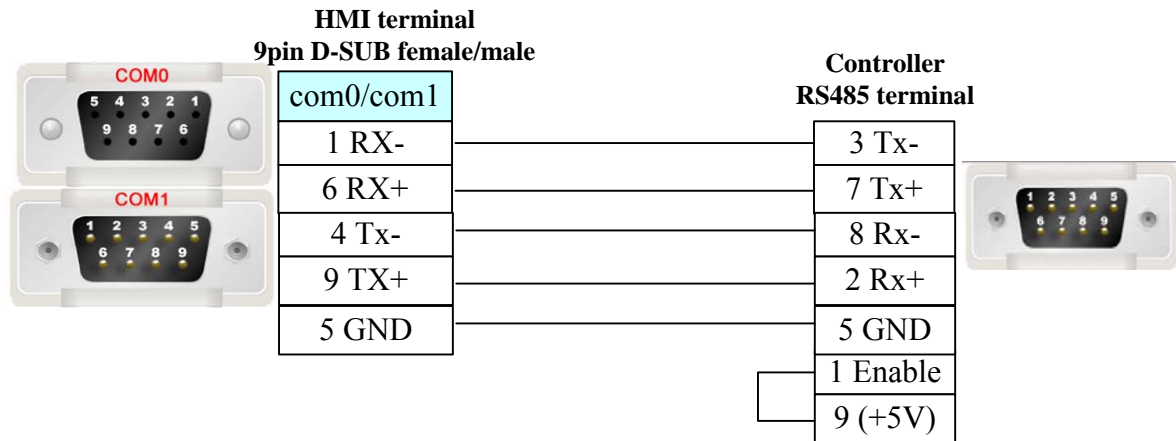 HMI terminal
9pin D-SUB female/male
COM0
5 4 3 2 1
9 8 7 6
COM1
1 2 3 4 5
6 7 8 9
com0/com1
1 RX-
6 RX+
4 Tx-
9 TX+
5 GND
Controller
RS485 terminal
3 Tx-
7 Tx+
8 Rx-
2 Rx+
5 GND
1 Enable
9 (+5V)
1 2 3 4 5
6 7 8 9